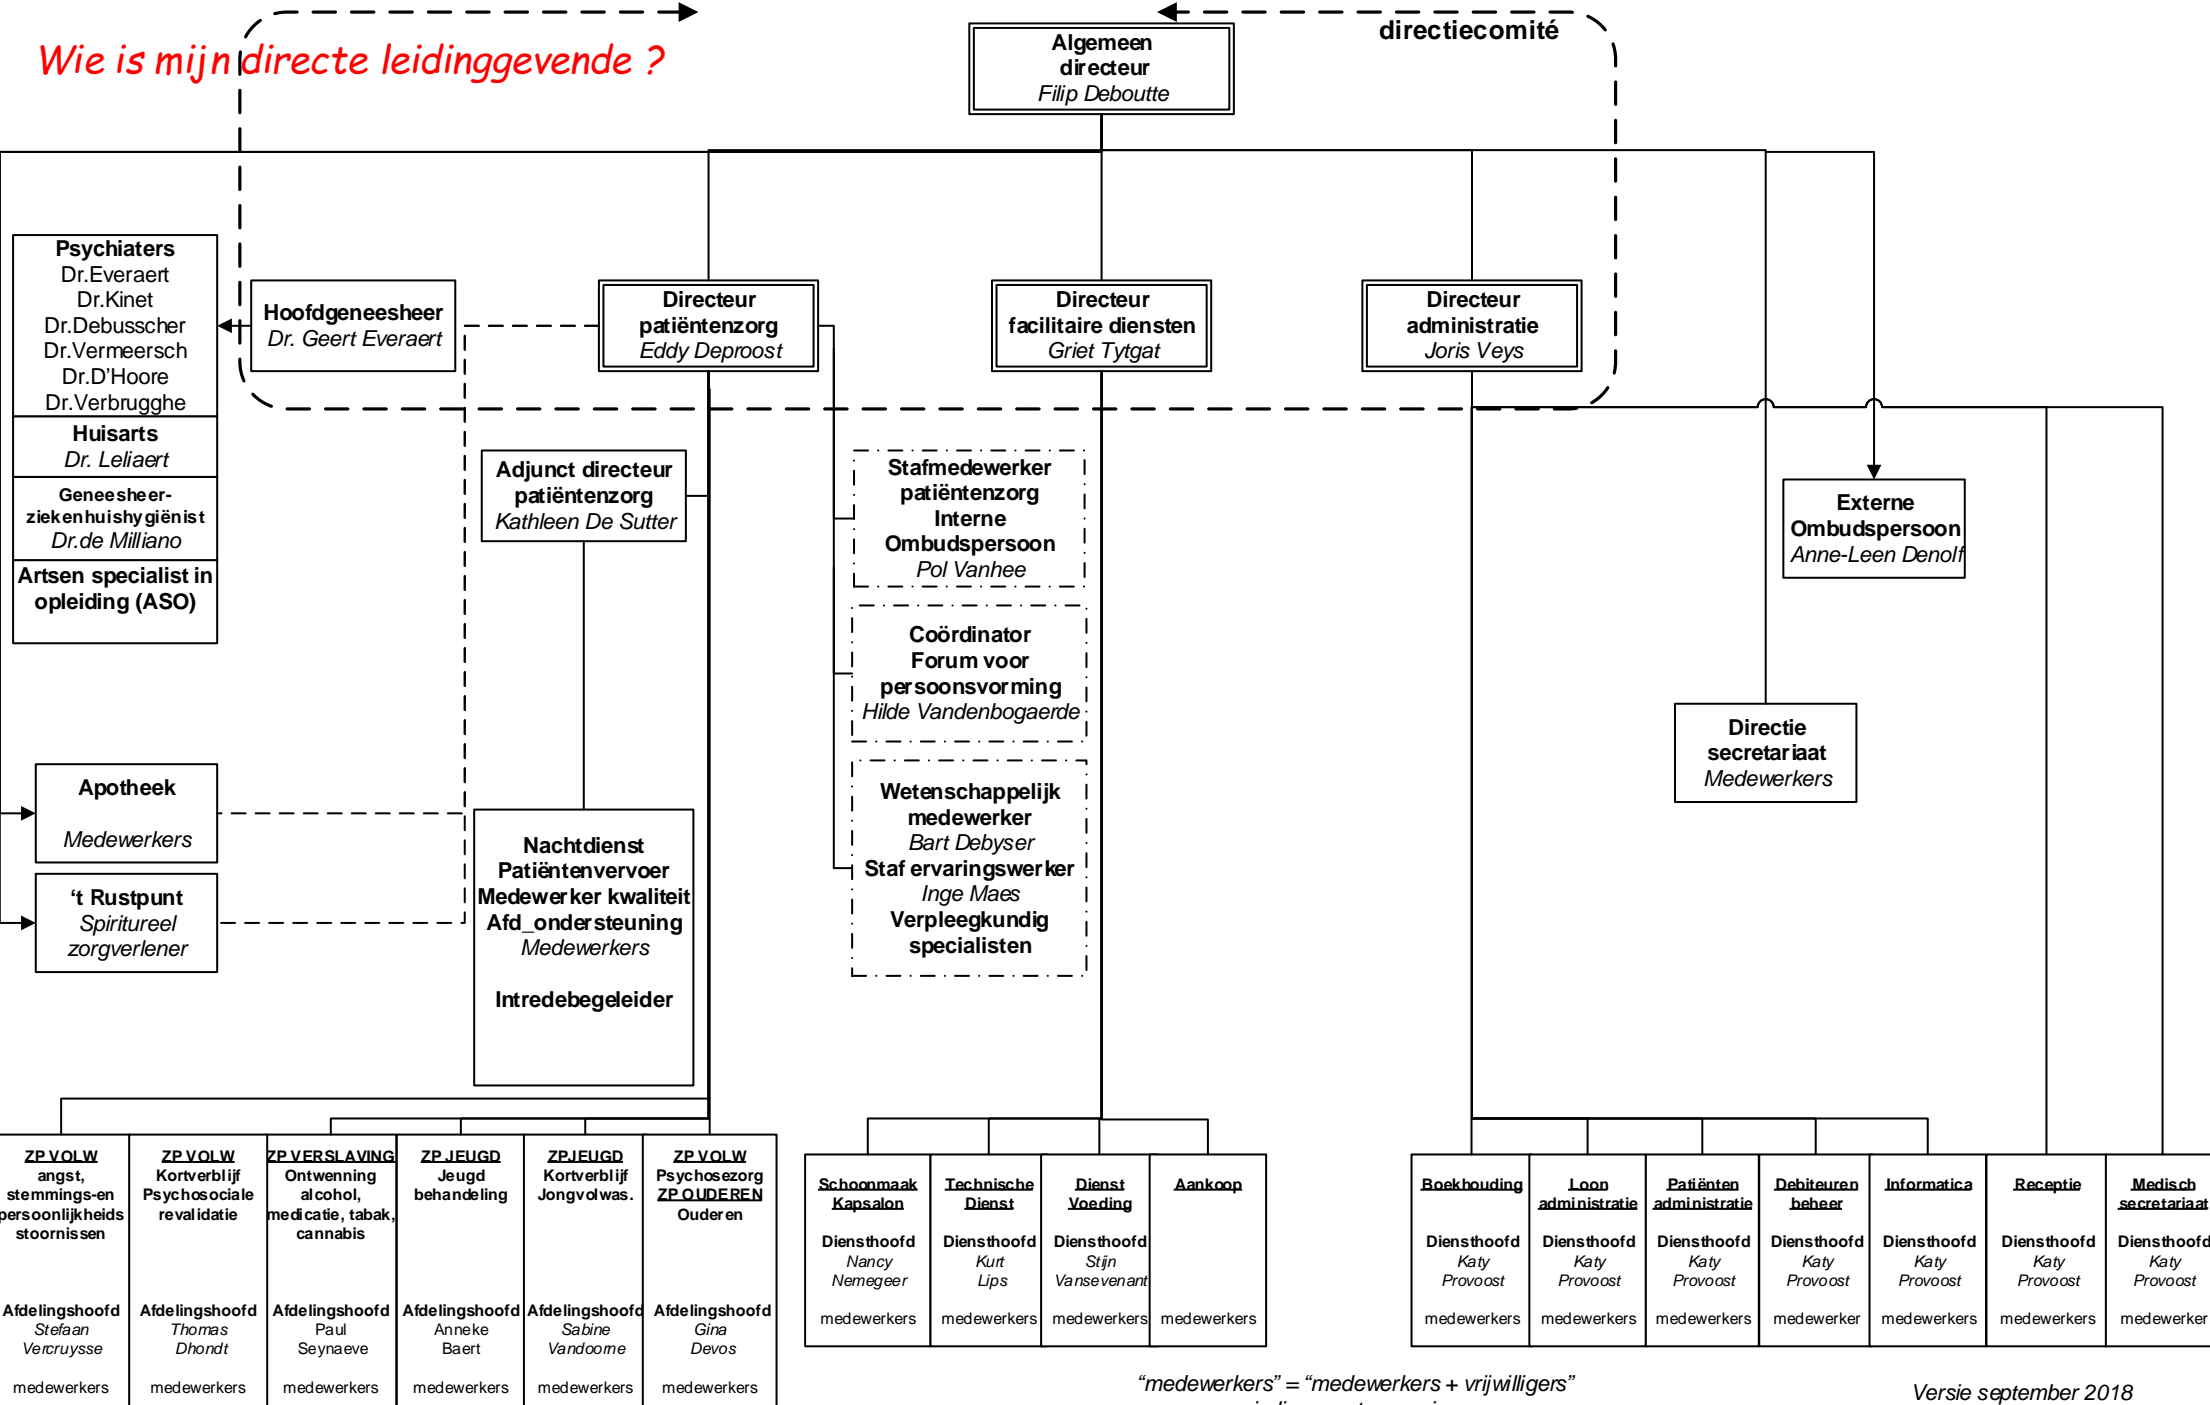 Wie is mijn directe leidinggevende ?
directiecomité
Algemeen
directeur
Filip Deboutte
Psychiaters
Dr.Everaert
Dr.Kinet
Dr.Debusscher
Dr.Vermeersch
Dr.D'Hoore
Dr.Verbrugghe
Huisarts
Dr. Leliaert
Geneesheer-
ziekenhuishygiënist
Dr.de Milliano
Artsen specialist in
opleiding (ASO)
Hoofdgeneesheer
Dr. Geert Everaert
Directeur
patiëntenzorg
Eddy Deproost
Directeur
facilitaire diensten
Griet Tytgat
Directeur
administratie
Joris Veys
Adjunct directeur
patiëntenzorg
Kathleen De Sutter
Stafmedewerker
patiëntenzorg
Interne
Ombudspersoon
Pol Vanhee
Coördinator
Forum voor
persoonsvorming
Hilde Vandenbogaerde
Wetenschappelijk
medewerker
Bart Debyser
Staf ervaringswerker
Inge Maes
Verpleegkundig
specialisten
Externe
Ombudspersoon
Anne-Leen Denolf
Directie
secretariaat
Medewerkers
Apotheek
Medewerkers
‘t Rustpunt
Spiritureel
zorgverlener
Nachtdienst
Patiëntenvervoer
Medewerker kwaliteit
Afd_ondersteuning
Medewerkers
Intredebegeleider
ZP VOLW
angst,
stemmings-en
persoonlijkheids
stoornissen
Afdelingshoofd
Stefaan
Vercruysse
medewerkers
ZP VOLW
Kortverblijf
Psychosociale
revalidatie
Afdelingshoofd
Thomas
Dhondt
medewerkers
ZP VERSLAVING
Ontwenning
alcohol,
medicatie, tabak,
cannabis
Afdelingshoofd
Paul
Seynaeve
medewerkers
ZP JEUGD
Jeugd
behandeling
Afdelingshoofd
Anneke
Baert
medewerkers
ZPJEUGD
Kortverblijf
Jongvolwas.
Afdelingshoofd
Sabine
Vandoorne
medewerkers
ZP VOLW
Psychosezorg
ZP OUDEREN
Ouderen
Afdelingshoofd
Gina
Devos
medewerkers
Schoonmaak
Kapsalon
Diensthoofd
Nancy
Nemegeer
medewerkers
Technische
Dienst
Diensthoofd
Kurt
Lips
medewerkers
Dienst
Voeding
Diensthoofd
Stijn
Vansevenant
medewerkers
Aankoop
medewerkers
Boekhouding
Diensthoofd
Katy
Provoost
medewerkers
Loon
administratie
Diensthoofd
Katy
Provoost
medewerkers
Patiënten
administratie
Diensthoofd
Katy
Provoost
medewerkers
Debiteuren
beheer
Diensthoofd
Katy
Provoost
medewerker
Informatica
Diensthoofd
Katy
Provoost
medewerkers
Receptie
Diensthoofd
Katy
Provoost
medewerkers
Medisch
secretariaat
Diensthoofd
Katy
Provoost
medewerker
“medewerkers” = “medewerkers + vrijwilligers”
Versie september 2018